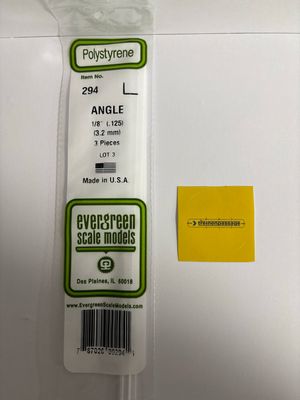 Polystyrene
Item No.
294
ANGLE
1/8" (.125)
(3.2 mm)
3 Pieces
LOT 3
Made in U.S.A.
evergreen
scale models
Des Plaines, IL 60018
www.EvergreenScaleModels.com